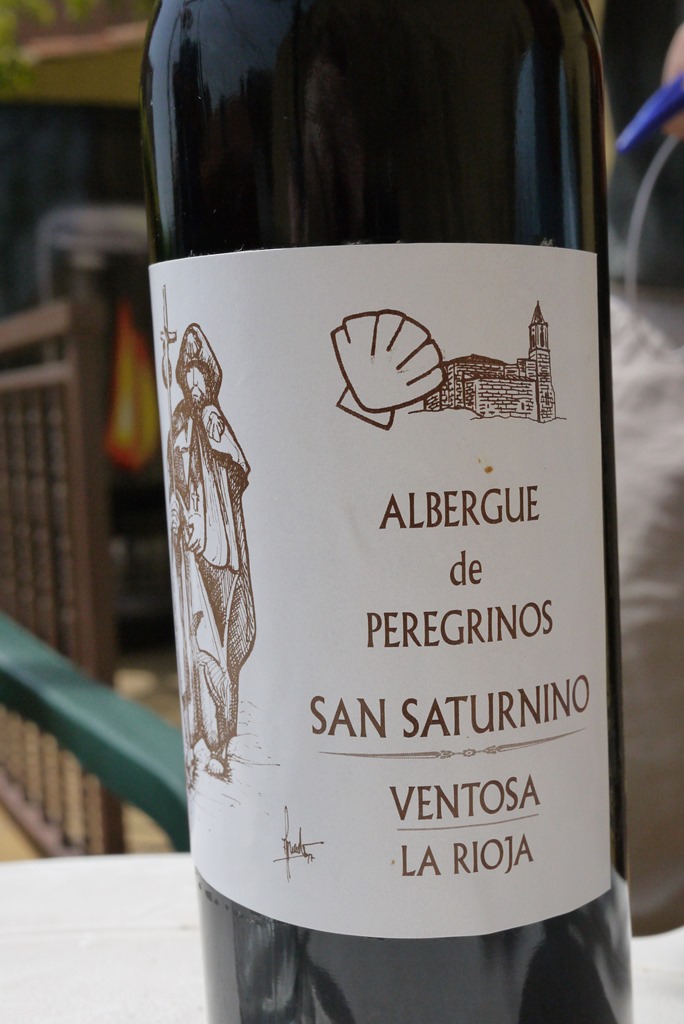 ALBERGUE
de
PEREGRINOS
SAN SATURNINO
VENTOSA
LA RIOJA